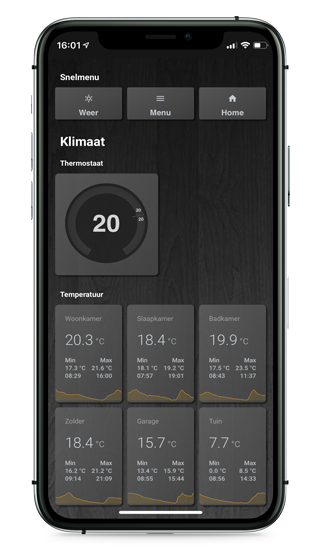 16:01
Snelmenu
Weer Menu Home
Klimaat
Thermostaat
20 20
20
Temperatuur
Woonkamer Slaapkamer Badkamer
20.3 °C 18.4 °C 19.9 °C
Min Max Min Max Min Max
17.3 °C 21.6 °C 18.1 °C 19.2 °C 17.5 °C 23.5 °C
08:29 16:00 07:57 19:01 08:43 11:37
Zolder Garage Tuin
18.4 °C 15.7 °C 7.7 °C
Min Max Min Max Min Max
16.2 °C 21.2 °C 13.4 °C 15.9 °C 0.0 °C 8.5 °C
09:14 21:09 08:55 15:44 08:56 14:33